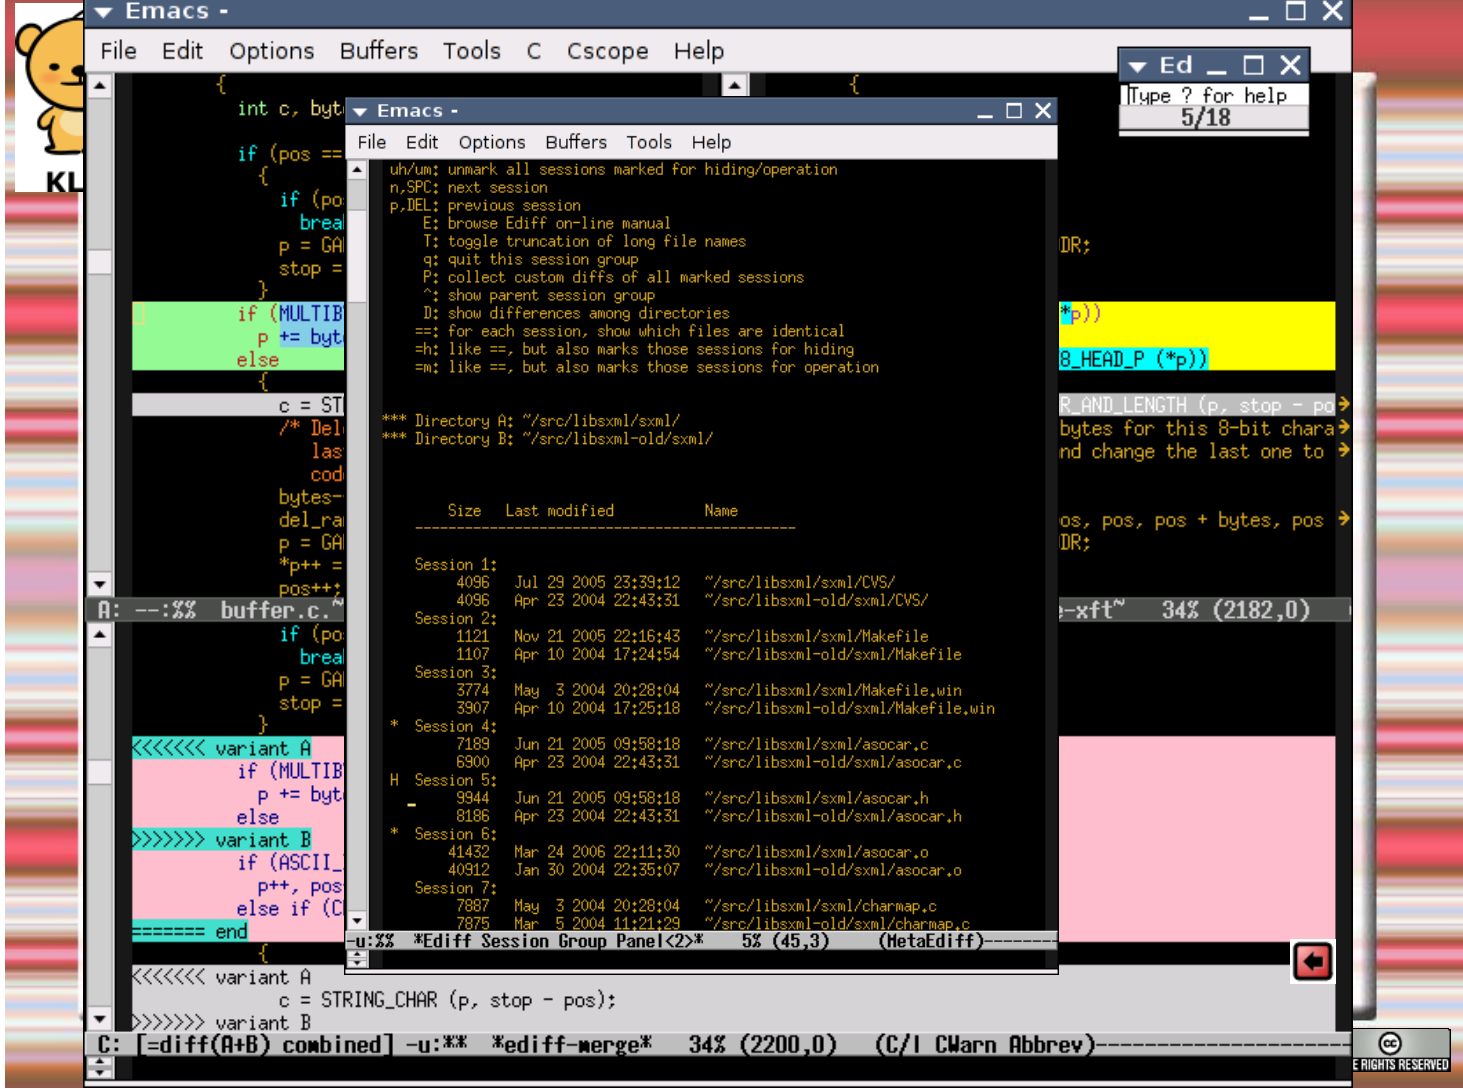 Emacs -
File Edit Options Buffers Tools C Cscope Help
Ed
Type ? for help
5/18
KL
{
int c, byt
if (pos ==
{
if (po
brea
p = GA
stop =
}
if (MULTIB
p += byt
else
{
c = ST
/* Del
las
cod
bytes-
del_ra
p = GA
*p++ =
pos++;
A: --:%% buffer.c.~
if (po
brea
p = GA
stop =
}
<<<<<<< variant A
if (MULTIB
p += byt
else
>>>>>>> variant B
if (ASCII_
p++, pos
else if (C
======= end
{
<<<<<<< variant A
c = STRING_CHAR (p, stop - pos);
>>>>>>> variant B
C: [=diff(A+B) combined] -u:** *ediff-merge* 34% (2200,0) (C/l CWarn Abbrev)------------------------
{
DR;
*p))
8_HEAD_P (*p))
R_AND_LENGTH (p, stop - po
bytes for this 8-bit chara
nd change the last one to
os, pos, pos + bytes, pos
DR;
e-xft~ 34% (2182,0)
Emacs -
File Edit Options Buffers Tools Help
uh/um: unmark all sessions marked for hiding/operation
n,SPC: next session
p,DEL: previous session
E: browse Ediff on-line manual
T: toggle truncation of long file names
q: quit this session group
P: collect custom diffs of all marked sessions
^: show parent session group
D: show differences among directories
==: for each session, show which files are identical
=h: like ==, but also marks those sessions for hiding
=m: like ==, but also marks those sessions for operation
*** Directory A: ~/src/libsxml/sxml/
*** Directory B: ~/src/libsxml-old/sxml/
Size Last modified Name
----------------------------------------------
Session 1:
4096 Jul 29 2005 23:39:12 ~/src/libsxml/sxml/CVS/
4096 Apr 23 2004 22:43:31 ~/src/libsxml-old/sxml/CVS/
Session 2:
1121 Nov 21 2005 22:16:43 ~/src/libsxml/sxml/Makefile
1107 Apr 10 2004 17:24:54 ~/src/libsxml-old/sxml/Makefile
Session 3:
3774 May 3 2004 20:28:04 ~/src/libsxml/sxml/Makefile.win
3907 Apr 10 2004 17:25:18 ~/src/libsxml-old/sxml/Makefile.win
* Session 4:
7189 Jun 21 2005 09:58:18 ~/src/libsxml/sxml/asocar.c
6900 Apr 23 2004 22:43:31 ~/src/libsxml-old/sxml/asocar.c
H Session 5:
9944 Jun 21 2005 09:58:18 ~/src/libsxml/sxml/asocar.h
8186 Apr 23 2004 22:43:31 ~/src/libsxml-old/sxml/asocar.h
* Session 6:
41432 Mar 24 2006 22:11:30 ~/src/libsxml/sxml/asocar.o
40912 Jan 30 2004 22:35:07 ~/src/libsxml-old/sxml/asocar.o
Session 7:
7887 May 3 2004 20:28:04 ~/src/libsxml/sxml/charmap.c
7875 Mar 5 2004 11:21:29 ~/src/libsxml-old/sxml/charmap.c
-u:%% *Ediff Session Group Panel<2>* 5% (45,3) (MetaEdiff)--------
cc
E RIGHTS RESERVED